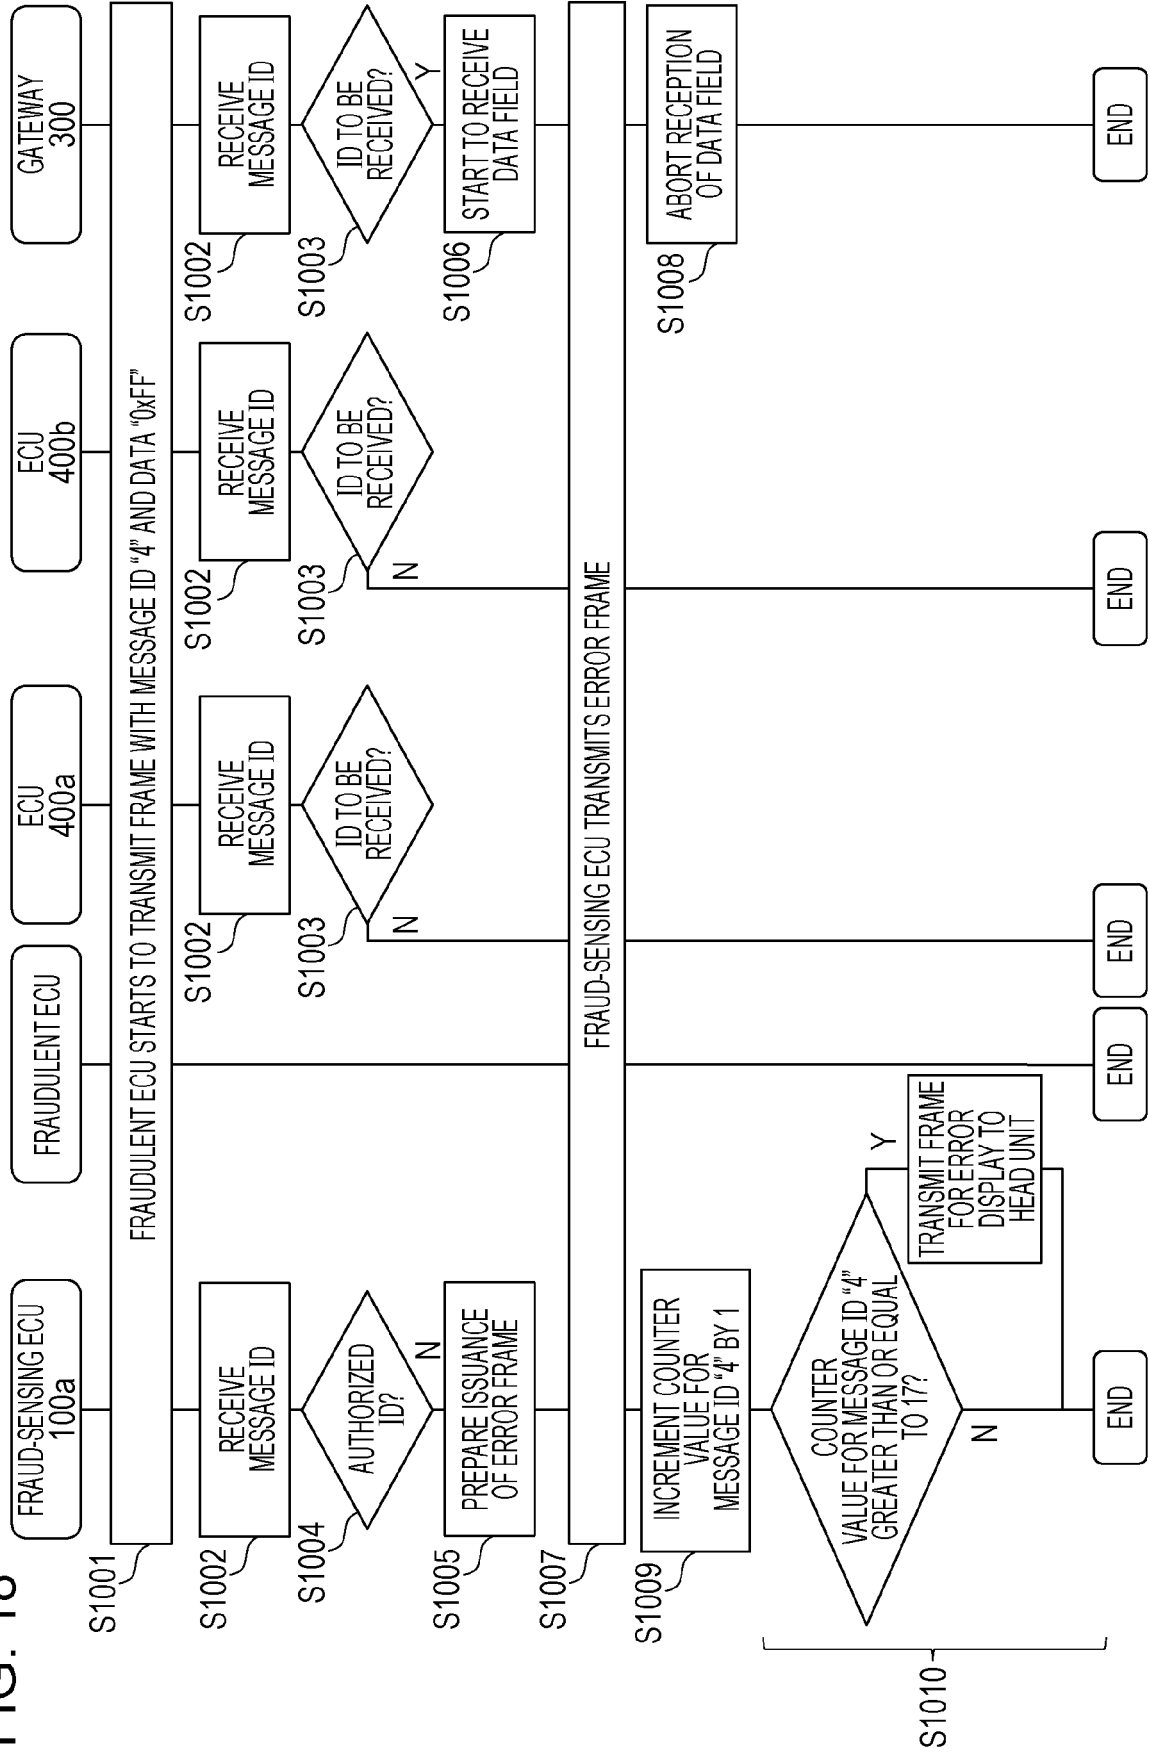 FRAUD-SENSING ECU
100a
FRAUDULENT ECU
ECU
400a
ECU
400b
GATEWAY
300
S1001
FRAUDULENT ECU STARTS TO TRANSMIT FRAME WITH MESSAGE ID “4” AND DATA “0xFF”
S1002
RECEIVE
MESSAGE ID
S1002
RECEIVE
MESSAGE ID
S1002
RECEIVE
MESSAGE ID
S1002
RECEIVE
MESSAGE ID
S1004
AUTHORIZED
ID?
N
S1003
ID TO BE
RECEIVED?
N
S1003
ID TO BE
RECEIVED?
N
S1003
ID TO BE
RECEIVED?
Y
S1005
PREPARE ISSUANCE
OF ERROR FRAME
S1006
START TO RECEIVE
DATA FIELD
S1007
FRAUD-SENSING ECU TRANSMITS ERROR FRAME
S1009
INCREMENT COUNTER
VALUE FOR
MESSAGE ID “4” BY 1
S1008
ABORT RECEPTION
OF DATA FIELD
S1010
COUNTER
VALUE FOR MESSAGE ID “4”
GREATER THAN OR EQUAL
TO 17?
Y
N
TRANSMIT FRAME
FOR ERROR
DISPLAY TO
HEAD UNIT
END
END
END
END
END